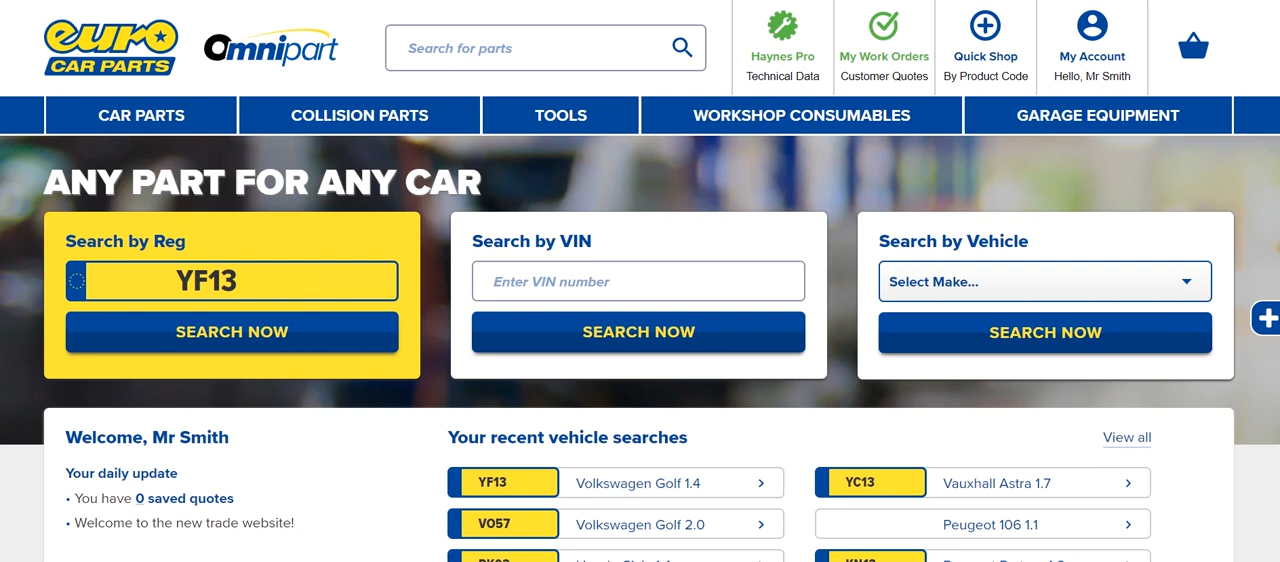 euro
CAR PARTS
Omnipart
Search for parts
Haynes Pro
Technical Data
My Work Orders
Customer Quotes
Quick Shop
By Product Code
My Account
Hello, Mr Smith
CAR PARTS
COLLISION PARTS
TOOLS
WORKSHOP CONSUMABLES
GARAGE EQUIPMENT
ANY PART FOR ANY CAR
Search by Reg
YF13
SEARCH NOW
Search by VIN
Enter VIN number
SEARCH NOW
Search by Vehicle
Select Make...
SEARCH NOW
Welcome, Mr Smith
Your daily update
• You have 0 saved quotes
• Welcome to the new trade website!
Your recent vehicle searches
View all
YF13 Volkswagen Golf 1.4
YC13 Vauxhall Astra 1.7
VO57 Volkswagen Golf 2.0
Peugeot 106 1.1